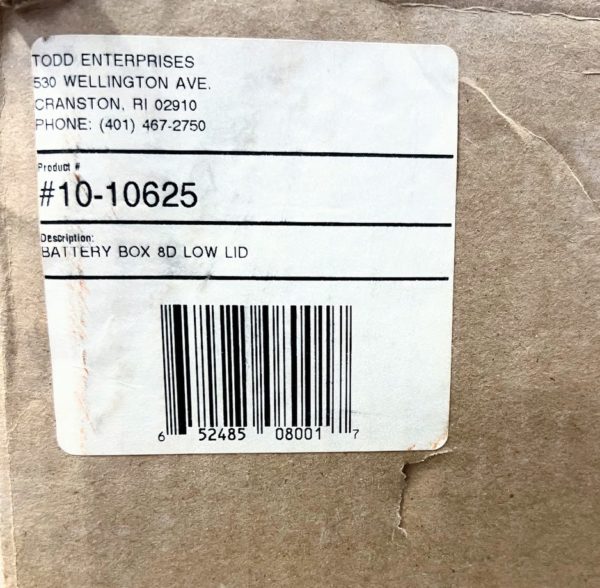 TODD ENTERPRISES
530 WELLINGTON AVE.
CRANSTON, RI 02910
PHONE: (401) 467-2750
Product #
#10-10625
Description:
BATTERY BOX 8D LOW LID
6 52485 08001 7